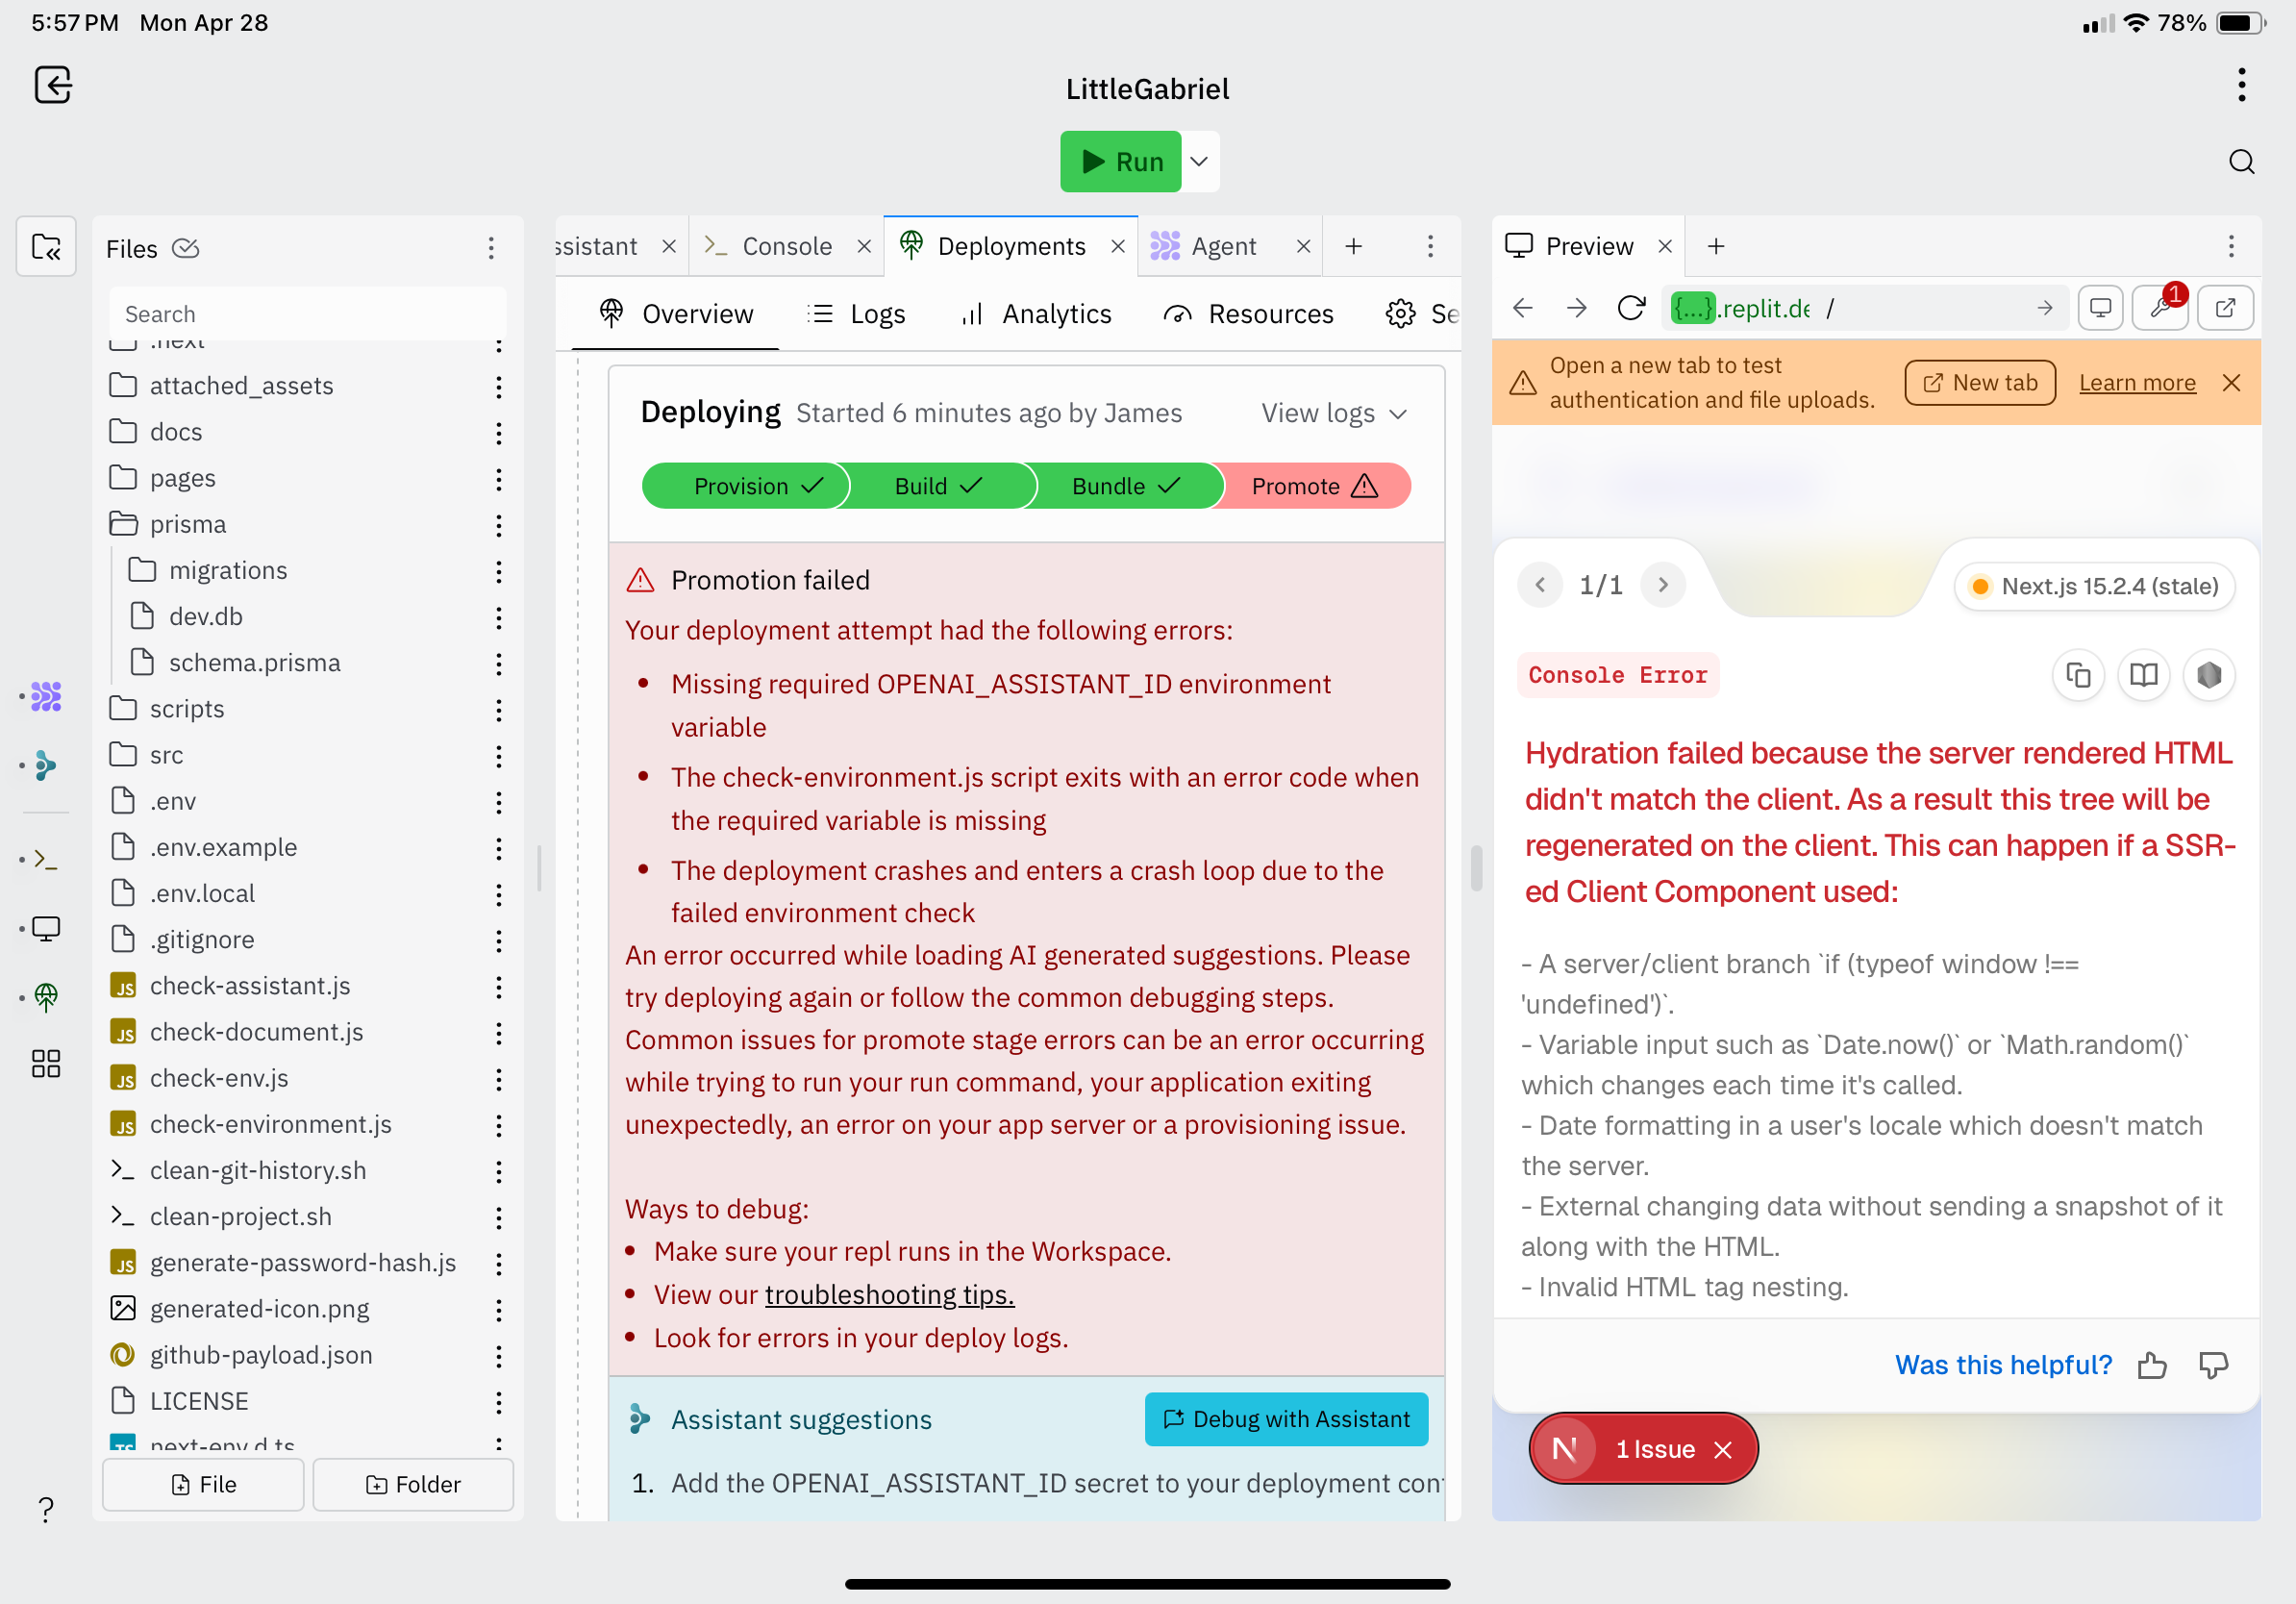 5:57 PM Mon Apr 28
78%
LittleGabriel
Run
Files
Search
.next
attached_assets
docs
pages
prisma
migrations
dev.db
schema.prisma
scripts
src
.env
.env.example
.env.local
.gitignore
check-assistant.js
check-document.js
check-env.js
check-environment.js
clean-git-history.sh
clean-project.sh
generate-password-hash.js
generated-icon.png
github-payload.json
LICENSE
next-env.d.ts
File
Folder
ssistant
Console
Deployments
Agent
Overview
Logs
Analytics
Resources
Se
Deploying Started 6 minutes ago by James
View logs
Provision
Build
Bundle
Promote
Promotion failed
Your deployment attempt had the following errors:
• Missing required OPENAI_ASSISTANT_ID environment
variable
• The check-environment.js script exits with an error code when
the required variable is missing
• The deployment crashes and enters a crash loop due to the
failed environment check
An error occurred while loading AI generated suggestions. Please
try deploying again or follow the common debugging steps.
Common issues for promote stage errors can be an error occurring
while trying to run your run command, your application exiting
unexpectedly, an error on your app server or a provisioning issue.
Ways to debug:
• Make sure your repl runs in the Workspace.
• View our troubleshooting tips.
• Look for errors in your deploy logs.
Assistant suggestions
Debug with Assistant
1. Add the OPENAI_ASSISTANT_ID secret to your deployment con
Preview
{...}.replit.de /
1
Open a new tab to test
authentication and file uploads.
New tab
Learn more
1/1
Next.js 15.2.4 (stale)
Console Error
Hydration failed because the server rendered HTML
didn't match the client. As a result this tree will be
regenerated on the client. This can happen if a SSR-
ed Client Component used:
- A server/client branch `if (typeof window !==
'undefined')`.
- Variable input such as `Date.now()` or `Math.random()`
which changes each time it's called.
- Date formatting in a user's locale which doesn't match
the server.
- External changing data without sending a snapshot of it
along with the HTML.
- Invalid HTML tag nesting.
Was this helpful?
N 1 Issue